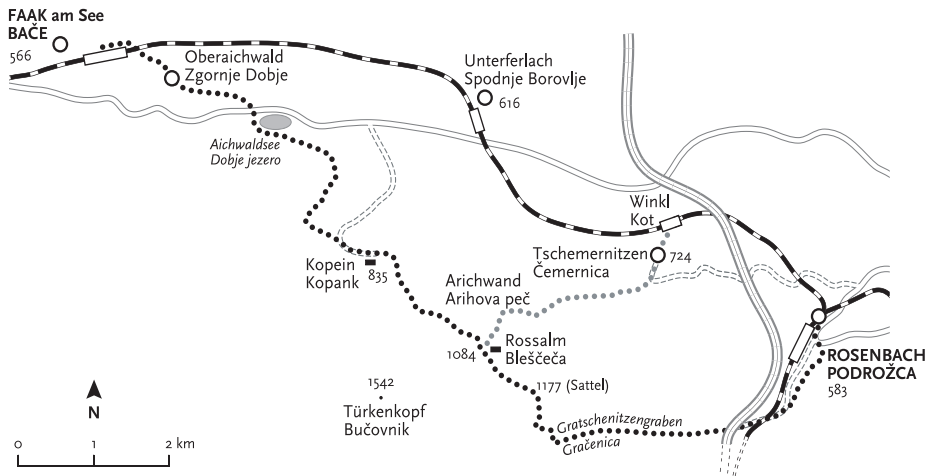 FAAK am See
BAČE
566
Oberaichwald
Zgornje Dobje
Unterferlach
Spodnje Borovlje
616
Aichwaldsee
Dobje jezero
Winkl
Kot
Tschemernitzen
Čemernica
724
Kopein
Kopank
835
Arichwand
Arihova peč
Rossalm
Bleščeča
1084
ROSENBACH
PODROŽCA
583
1177 (Sattel)
1542
Türkenkopf
Bučovnik
Gratschenitzengraben
Gračenica
N
0 1 2 km